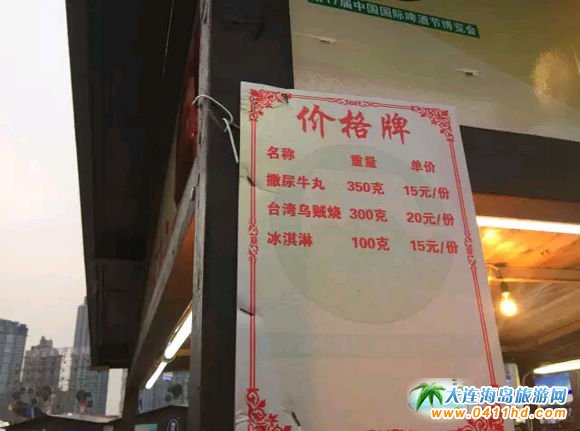 第17届中国国际啤酒节博览会
价格牌
名称 重量 单价
撒尿牛丸 350克 15元/份
台湾乌贼烧 300克 20元/份
冰淇淋 100克 15元/份
大连海岛旅游网
www.0411hd.com